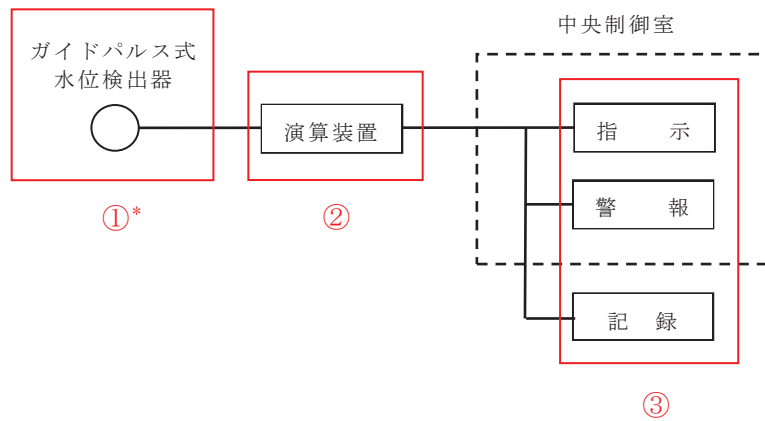 中央制御室
ガイドパルス式
水位検出器
演算装置
指 示
警 報
記 録
①*
②
③